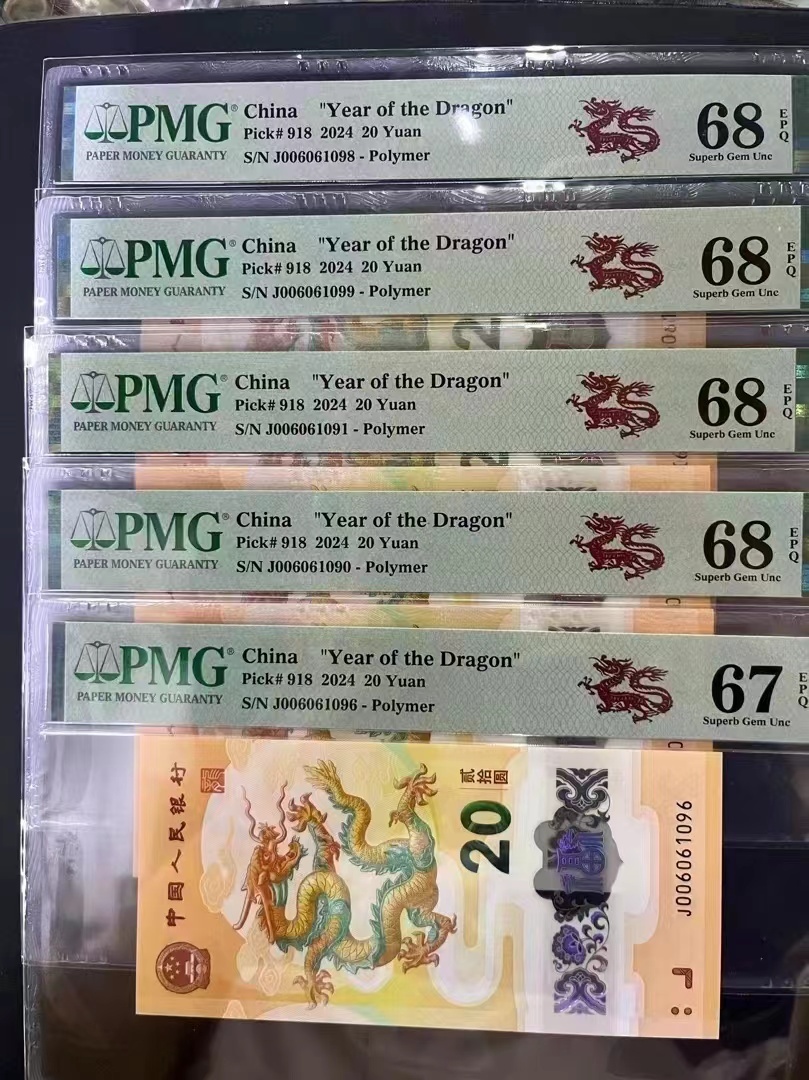 PMG®
PAPER MONEY GUARANTY
China "Year of the Dragon"
Pick# 918 2024 20 Yuan
S/N J006061098 - Polymer
68
Superb Gem Unc
EPQ
PMG®
PAPER MONEY GUARANTY
China "Year of the Dragon"
Pick# 918 2024 20 Yuan
S/N J006061099 - Polymer
68
Superb Gem Unc
EPQ
PMG®
PAPER MONEY GUARANTY
China "Year of the Dragon"
Pick# 918 2024 20 Yuan
S/N J006061091 - Polymer
68
Superb Gem Unc
EPQ
PMG®
PAPER MONEY GUARANTY
China "Year of the Dragon"
Pick# 918 2024 20 Yuan
S/N J006061090 - Polymer
68
Superb Gem Unc
EPQ
PMG®
PAPER MONEY GUARANTY
China "Year of the Dragon"
Pick# 918 2024 20 Yuan
S/N J006061096 - Polymer
67
Superb Gem Unc
EPQ
中国人民银行
贰拾圆
20
J006061096